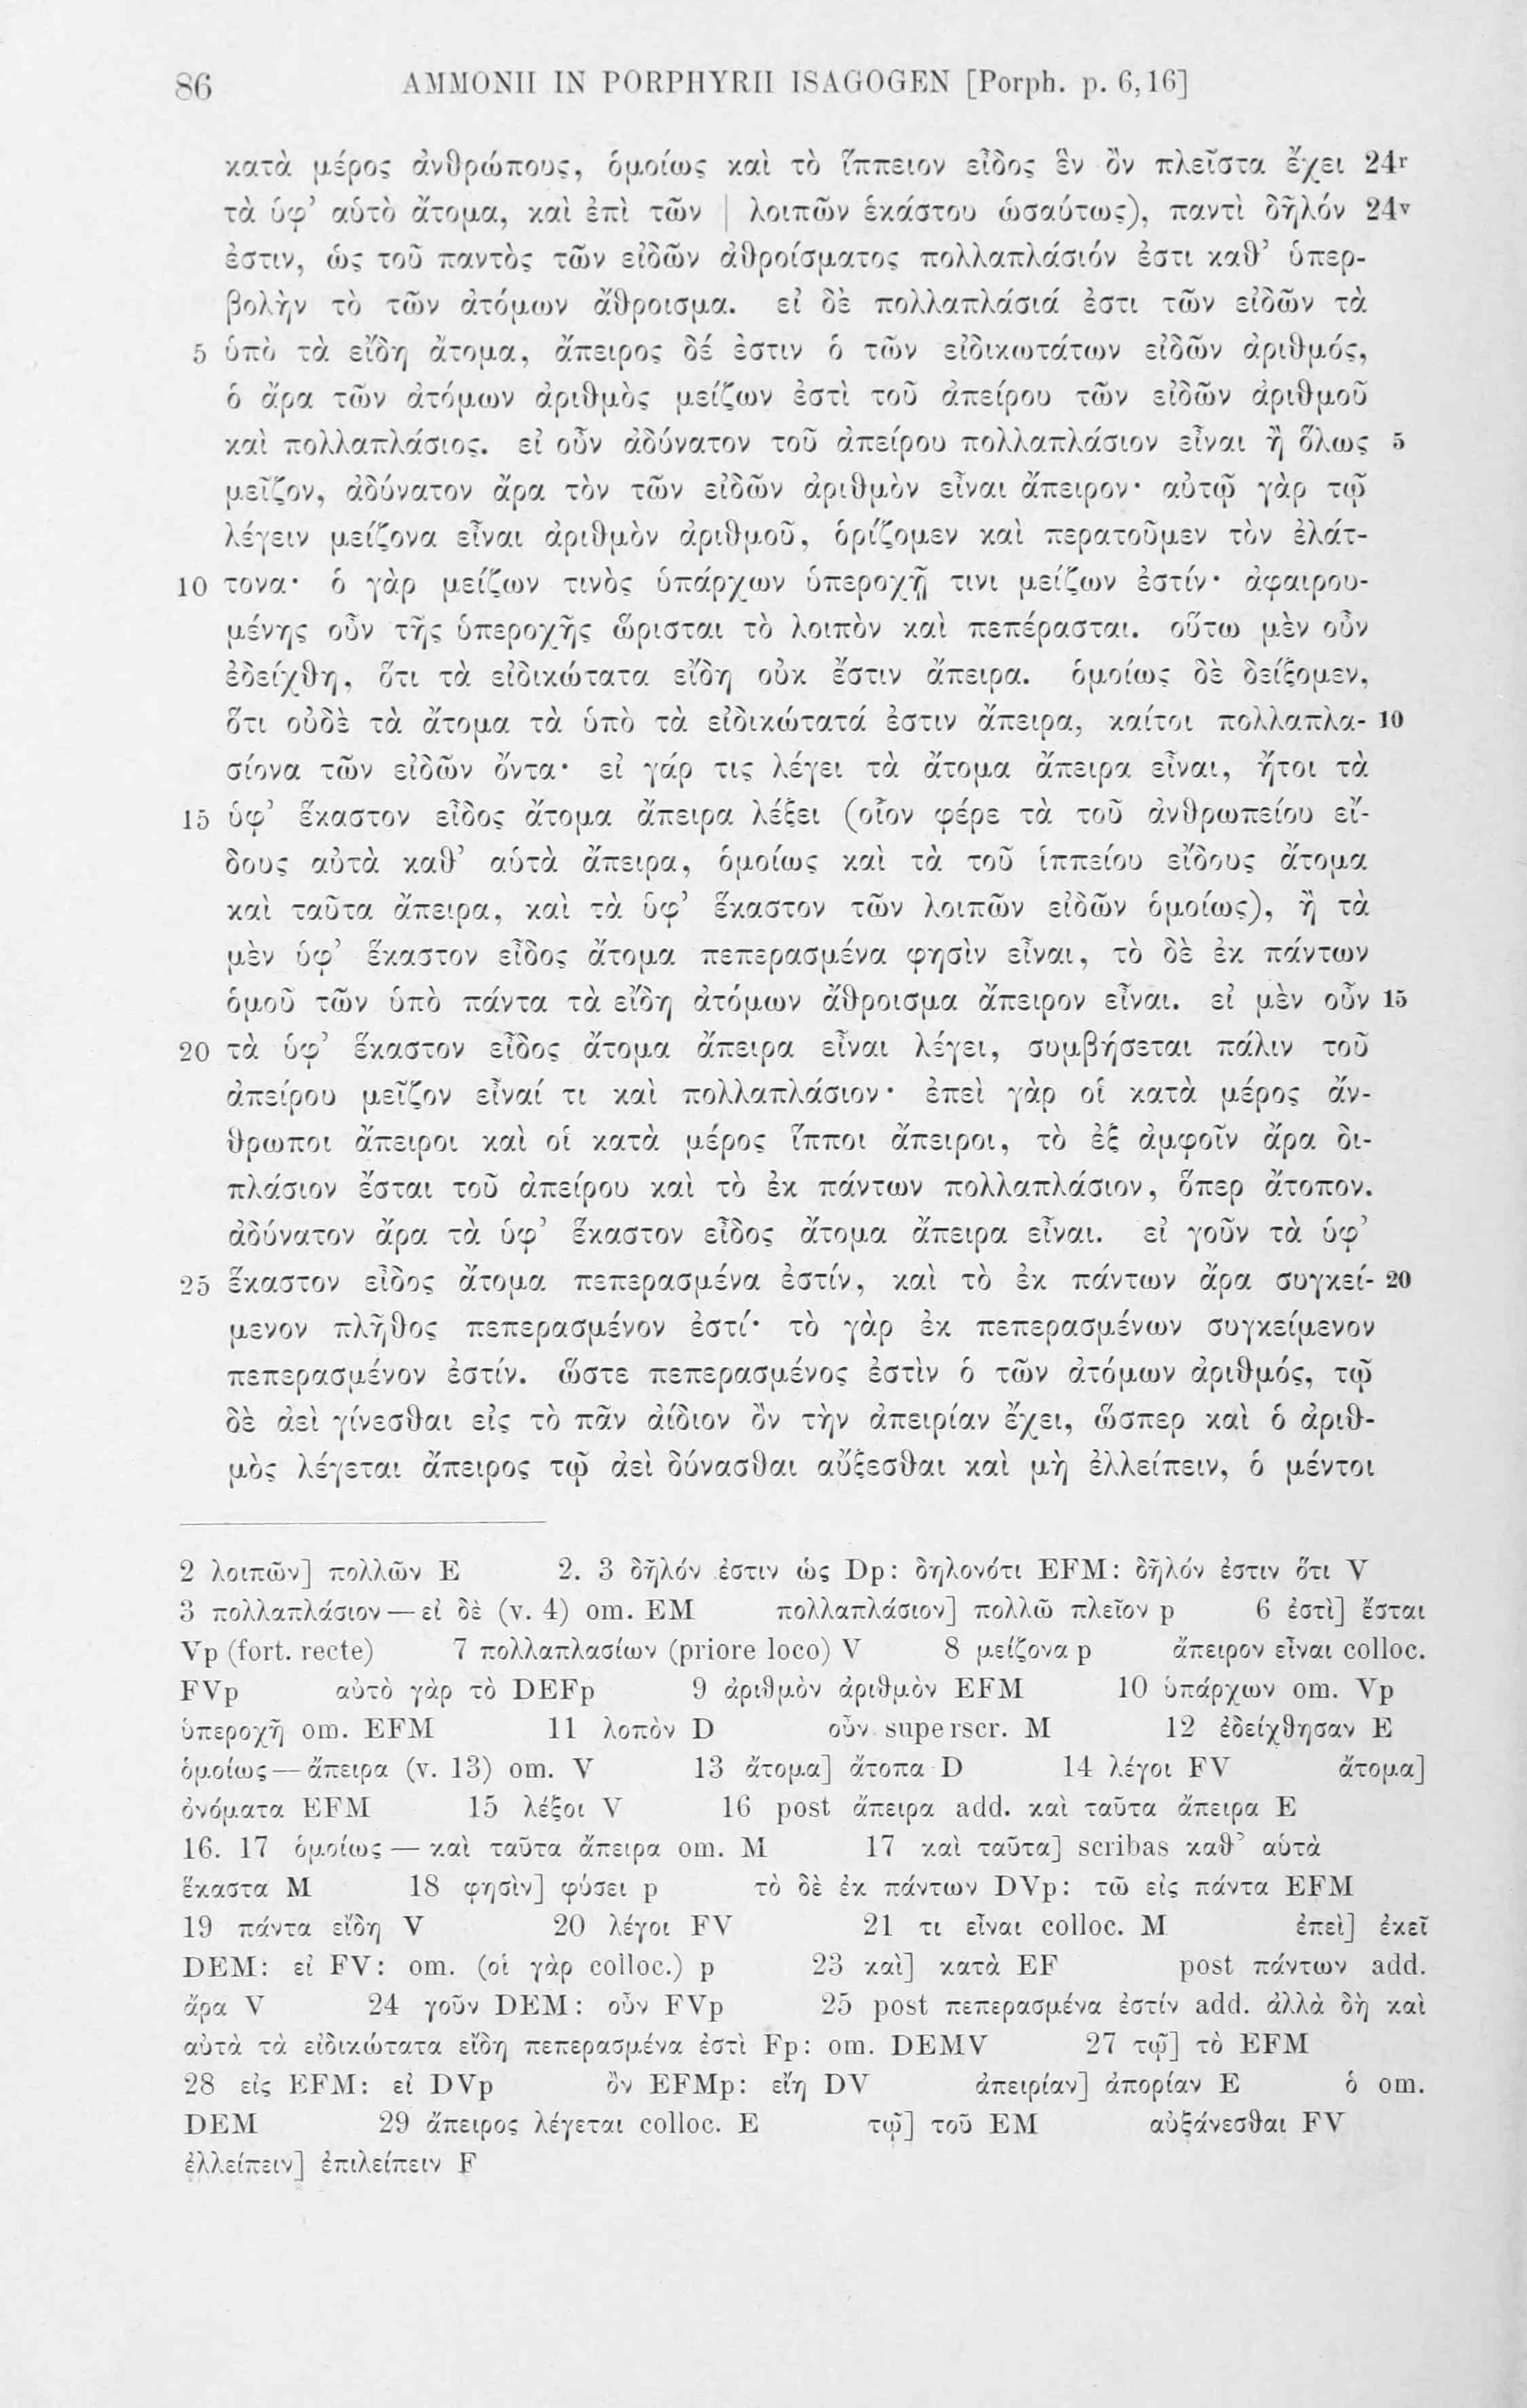 86 AMMONII IN PORPHYRII ISAGOGEN [Porph. p. 6,16]
κατὰ μέρος ἀνθρώπους, ὁμοίως καὶ τὸ ἵππειον εἶδος ἓν ὂν πλεῖστα ἔχει 24r
τὰ ὑφ’ αὑτὸ ἄτομα, καὶ ἐπὶ τῶν | λοιπῶν ἑκάστου ὡσαύτως), παντὶ δῆλόν 24v
ἐστιν, ὡς τοῦ παντὸς τῶν εἰδῶν ἀθροίσματος πολλαπλάσιόν ἐστι καθ’ ὑπερ-
βολὴν τὸ τῶν ἀτόμων ἄθροισμα. εἰ δὲ πολλαπλάσιά ἐστι τῶν εἰδῶν τὰ
5 ὑπὸ τὰ εἴδη ἄτομα, ἄπειρος δέ ἐστιν ὁ τῶν εἰδικωτάτων εἰδῶν ἀριθμός,
ὁ ἄρα τῶν ἀτόμων ἀριθμὸς μείζων ἐστὶ τοῦ ἀπείρου τῶν εἰδῶν ἀριθμοῦ
καὶ πολλαπλάσιος. εἰ οὖν ἀδύνατον τοῦ ἀπείρου πολλαπλάσιον εἶναι ἢ ὅλως 5
μεῖζον, ἀδύνατον ἄρα τὸν τῶν εἰδῶν ἀριθμὸν εἶναι ἄπειρον· αὐτῷ γὰρ τῷ
λέγειν μείζονα εἶναι ἀριθμὸν ἀριθμοῦ, ὁρίζομεν καὶ περατοῦμεν τὸν ἐλάτ-
10 τονα· ὁ γὰρ μείζων τινὸς ὑπάρχων ὑπεροχῇ τινι μείζων ἐστίν· ἀφαιρου-
μένης οὖν τῆς ὑπεροχῆς ὥρισται τὸ λοιπὸν καὶ πεπέρασται. οὕτω μὲν οὖν
ἐδείχθη, ὅτι τὰ εἰδικώτατα εἴδη οὐκ ἔστιν ἄπειρα. ὁμοίως δὲ δείξομεν,
ὅτι οὐδὲ τὰ ἄτομα τὰ ὑπὸ τὰ εἰδικώτατά ἐστιν ἄπειρα, καίτοι πολλαπλα- 10
σίονα τῶν εἰδῶν ὄντα· εἰ γάρ τις λέγει τὰ ἄτομα ἄπειρα εἶναι, ἤτοι τὰ
15 ὑφ’ ἕκαστον εἶδος ἄτομα ἄπειρα λέξει (οἷον φέρε τὰ τοῦ ἀνθρωπείου εἴ-
δους αὐτὰ καθ’ αὑτὰ ἄπειρα, ὁμοίως καὶ τὰ τοῦ ἱππείου εἴδους ἄτομα
καὶ ταῦτα ἄπειρα, καὶ τὰ ὑφ’ ἕκαστον τῶν λοιπῶν εἰδῶν ὁμοίως), ἢ τὰ
μὲν ὑφ’ ἕκαστον εἶδος ἄτομα πεπερασμένα φησὶν εἶναι, τὸ δὲ ἐκ πάντων
ὁμοῦ τῶν ὑπὸ πάντα τὰ εἴδη ἀτόμων ἄθροισμα ἄπειρον εἶναι. εἰ μὲν οὖν 15
20 τὰ ὑφ’ ἕκαστον εἶδος ἄτομα ἄπειρα εἶναι λέγει, συμβήσεται πάλιν τοῦ
ἀπείρου μεῖζον εἶναί τι καὶ πολλαπλάσιον· ἐπεὶ γὰρ οἱ κατὰ μέρος ἄν-
θρωποι ἄπειροι καὶ οἱ κατὰ μέρος ἵπποι ἄπειροι, τὸ ἐξ ἀμφοῖν ἄρα δι-
πλάσιον ἔσται τοῦ ἀπείρου καὶ τὸ ἐκ πάντων πολλαπλάσιον, ὅπερ ἄτοπον.
ἀδύνατον ἄρα τὰ ὑφ’ ἕκαστον εἶδος ἄτομα ἄπειρα εἶναι. εἰ γοῦν τὰ ὑφ’
25 ἕκαστον εἶδος ἄτομα πεπερασμένα ἐστίν, καὶ τὸ ἐκ πάντων ἄρα συγκεί- 20
μενον πλῆθος πεπερασμένον ἐστί· τὸ γὰρ ἐκ πεπερασμένων συγκείμενον
πεπερασμένον ἐστίν. ὥστε πεπερασμένος ἐστὶν ὁ τῶν ἀτόμων ἀριθμός, τῷ
δὲ ἀεὶ γίνεσθαι εἰς τὸ πᾶν ἀίδιον ὂν τὴν ἀπειρίαν ἔχει, ὥσπερ καὶ ὁ ἀριθ-
μὸς λέγεται ἄπειρος τῷ ἀεὶ δύνασθαι αὔξεσθαι καὶ μὴ ἐλλείπειν, ὁ μέντοι
2 λοιπῶν] πολλῶν E 2. 3 δῆλόν ἐστιν ὡς Dp: δηλονότι EFM: δῆλόν ἐστιν ὅτι V
3 πολλαπλάσιον — εἰ δὲ (v. 4) om. EM πολλαπλάσιον] πολλῶ πλεῖον p 6 ἐστὶ] ἔσται
Vp (fort. recte) 7 πολλαπλασίων (priore loco) V 8 μείζονα p ἄπειρον εἶναι colloc.
FVp αὐτὸ γὰρ τὸ DEFp 9 ἀριθμὸν ἀριθμὸν EFM 10 ὑπάρχων om. Vp
ὑπεροχῇ om. EFM 11 λοπὸν D οὖν superscr. M 12 ἐδείχθησαν E
ὁμοίως — ἄπειρα (v. 13) om. V 13 ἄτομα] ἄτοπα D 14 λέγοι FV ἄτομα]
ὀνόματα EFM 15 λέξοι V 16 post ἄπειρα add. καὶ ταῦτα ἄπειρα E
16. 17 ὁμοίως — καὶ ταῦτα ἄπειρα om. M 17 καὶ ταῦτα] scribas καθ’ αὑτὰ
ἕκαστα M 18 φησὶν] φύσει p τὸ δὲ ἐκ πάντων DVp: τῶ εἰς πάντα EFM
19 πάντα εἴδη V 20 λέγοι FV 21 τι εἶναι colloc. M ἐπεὶ] ἐκεῖ
DEM: εἰ FV: om. (οἱ γὰρ colloc.) p 23 καὶ] κατὰ EF post πάντων add.
ἄρα V 24 γοῦν DEM: οὖν FVp 25 post πεπερασμένα ἐστίν add. ἀλλὰ δὴ καὶ
αὐτὰ τὰ εἰδικώτατα εἴδη πεπερασμένα ἐστὶ Fp: om. DEMV 27 τῷ] τὸ EFM
28 εἰς EFM: εἰ DVp ὂν EFMp: εἴη DV ἀπειρίαν] ἀπορίαν E ὁ om.
DEM 29 ἄπειρος λέγεται colloc. E τῷ] τοῦ EM αὐξάνεσθαι FV
ἐλλείπειν] ἐπιλείπειν F